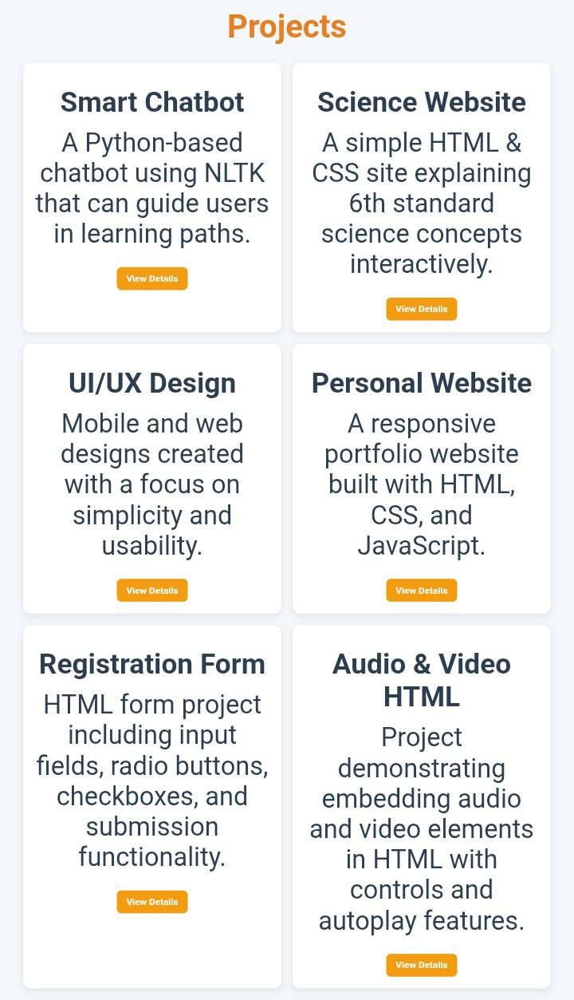 Projects
Smart Chatbot
A Python-based
chatbot using NLTK
that can guide users
in learning paths.
View Details
Science Website
A simple HTML &
CSS site explaining
6th standard
science concepts
interactively.
View Details
UI/UX Design
Mobile and web
designs created
with a focus on
simplicity and
usability.
View Details
Personal Website
A responsive
portfolio website
built with HTML,
CSS, and
JavaScript.
View Details
Registration Form
HTML form project
including input
fields, radio buttons,
checkboxes, and
submission
functionality.
View Details
Audio & Video
HTML
Project
demonstrating
embedding audio
and video elements
in HTML with
controls and
autoplay features.
View Details